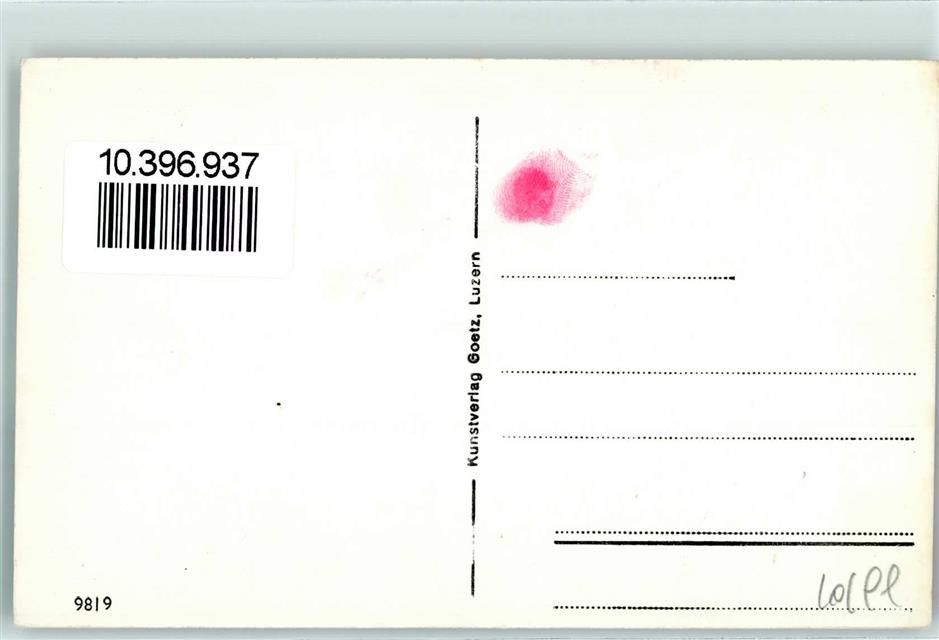 10.396.937
Kunstverlag Goetz, Luzern
9819